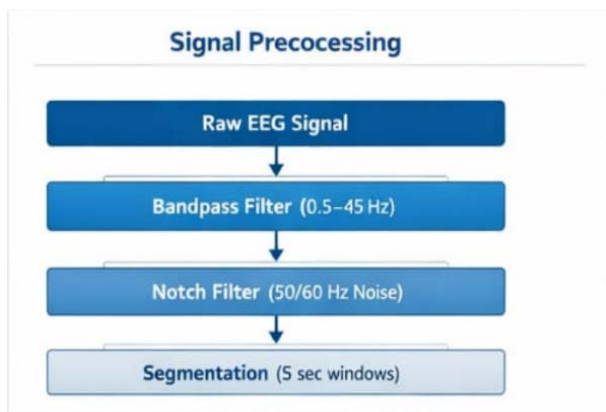 Signal Precocessing
Raw EEG Signal
Bandpass Filter (0.5–45 Hz)
Notch Filter (50/60 Hz Noise)
Segmentation (5 sec windows)